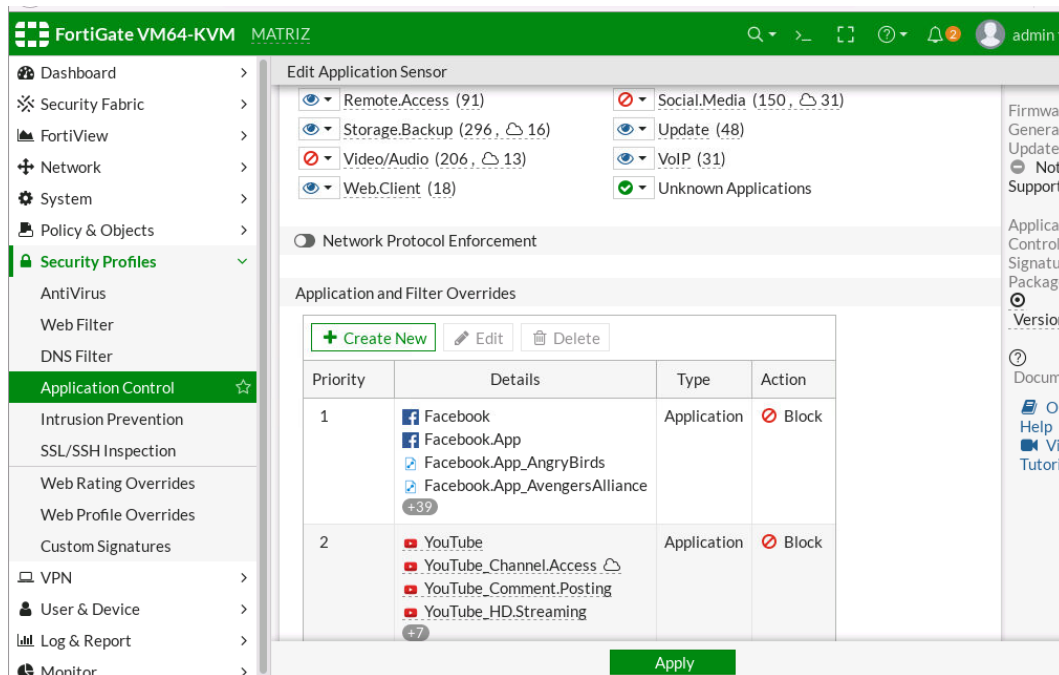 FortiGate VM64-KVM MATRIZ
>_ 2 admin
Dashboard
Security Fabric
FortiView
Network
System
Policy & Objects
Security Profiles
AntiVirus
Web Filter
DNS Filter
Application Control
Intrusion Prevention
SSL/SSH Inspection
Web Rating Overrides
Web Profile Overrides
Custom Signatures
VPN
User & Device
Log & Report
Monitor
Edit Application Sensor
Remote.Access (91)
Social.Media (150, 31)
Storage.Backup (296, 16)
Update (48)
Video/Audio (206, 13)
VoIP (31)
Web.Client (18)
Unknown Applications
Network Protocol Enforcement
Application and Filter Overrides
Create New Edit Delete
Priority Details Type Action
1 Facebook Application Block
Facebook.App
Facebook.App_AngryBirds
Facebook.App_AvengersAlliance
+39
2 YouTube Application Block
YouTube_Channel.Access
YouTube_Comment.Posting
YouTube_HD.Streaming
+7
Apply
Firmwa
Genera
Update
Not
Support
Applica
Control
Signatu
Packag
Versio
Docum
O
Help
Vi
Tutori